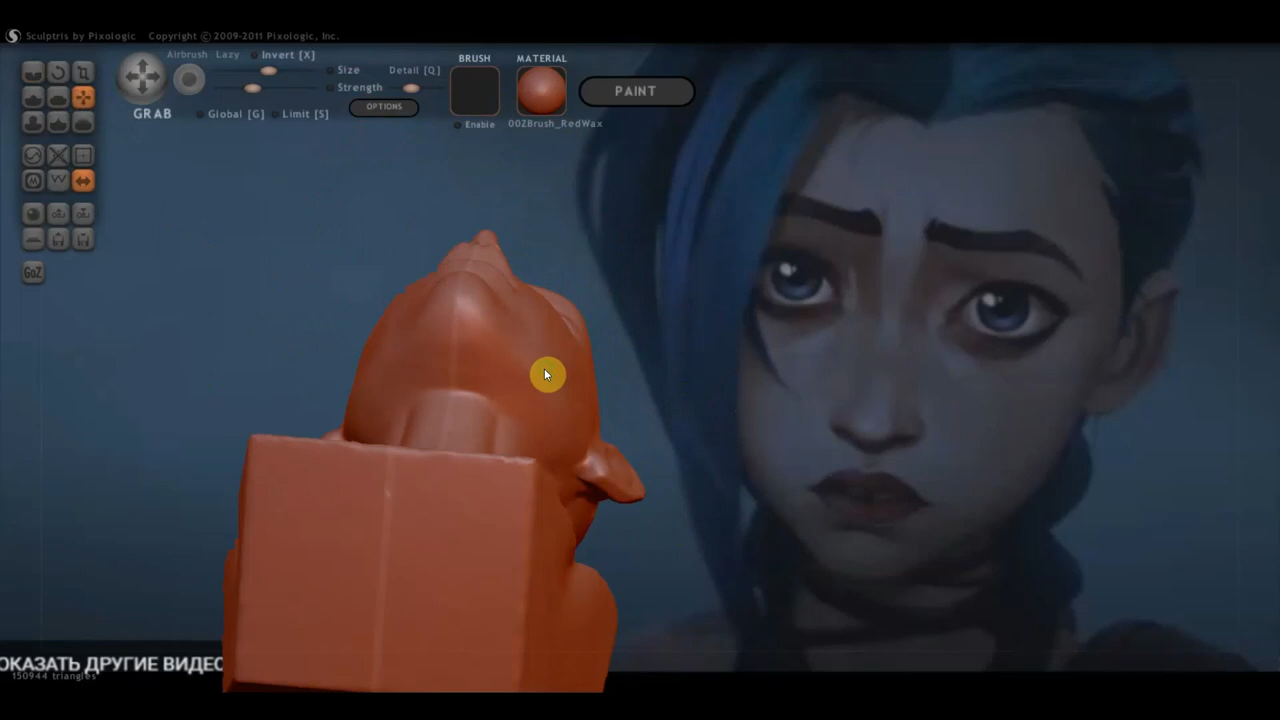 Sculptris by Pixologic Copyright © 2009-2011 Pixologic, Inc.
Airbrush Lazy Invert [X]
Size Detail [Q]
Strength
OPTIONS
GRAB Global [G] Limit [S]
BRUSH
Enable
MATERIAL
00ZBrush_RedWax
PAINT
GoZ
ОКАЗАТЬ ДРУГИЕ ВИДЕО
150944 triangles